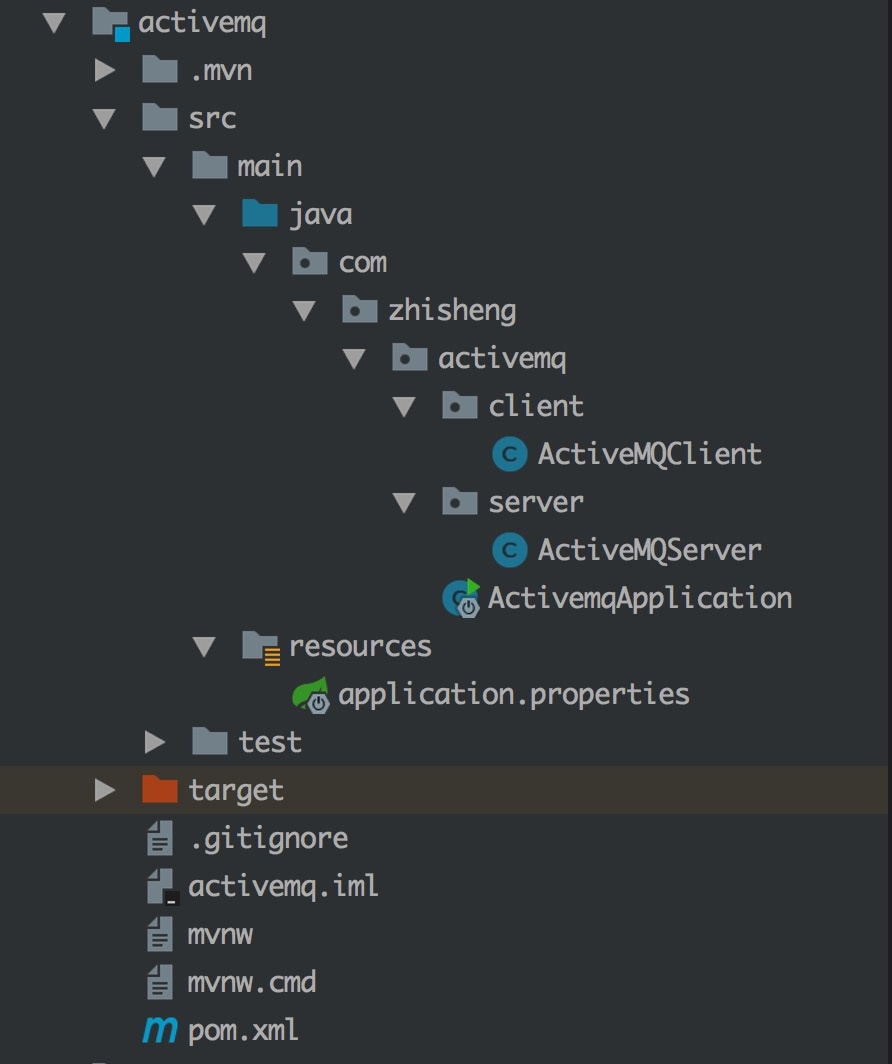 activemq
.mvn
src
main
java
com
zhisheng
activemq
client
ActiveMQClient
server
ActiveMQServer
ActivemqApplication
resources
application.properties
test
target
.gitignore
activemq.iml
mvnw
mvnw.cmd
pom.xml